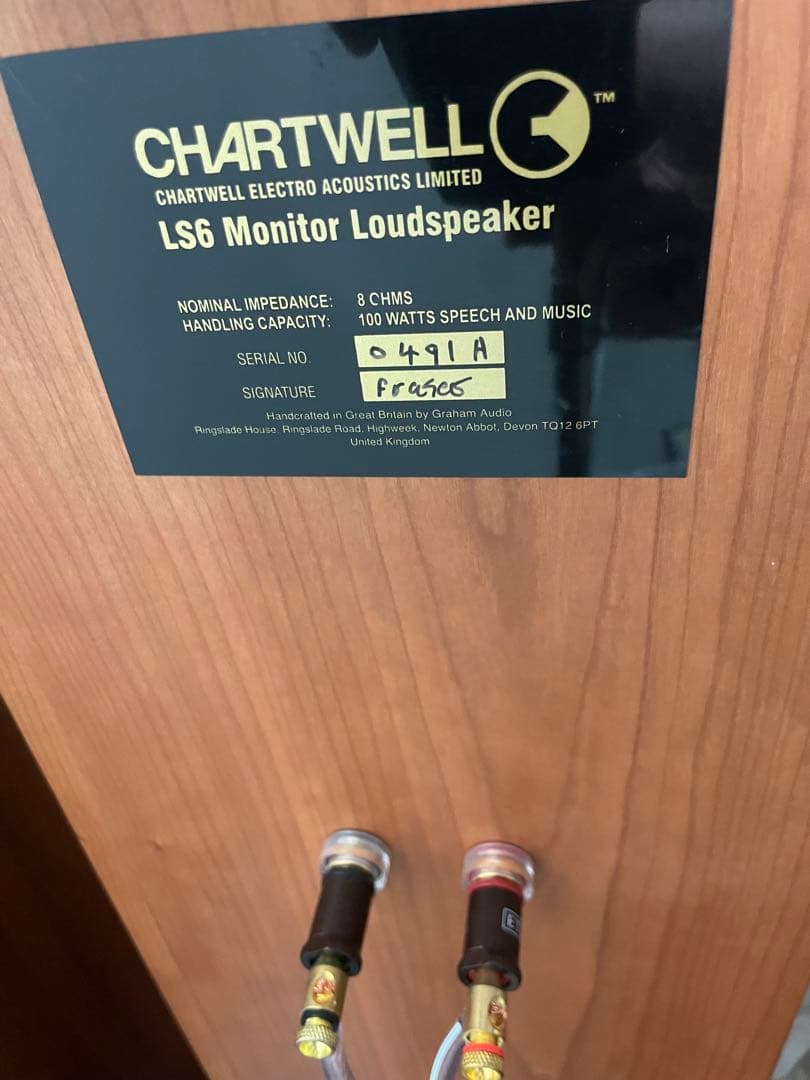 CHARTWELL TM
CHARTWELL ELECTRO ACOUSTICS LIMITED
LS6 Monitor Loudspeaker
NOMINAL IMPEDANCE: 8 OHMS
HANDLING CAPACITY: 100 WATTS SPEECH AND MUSIC
SERIAL NO. 0491A
SIGNATURE
Handcrafted in Great Britain by Graham Audio
Ringslade House. Ringslade Road. Highweek, Newton Abbot, Devon TQ12 6PT
United Kingdom